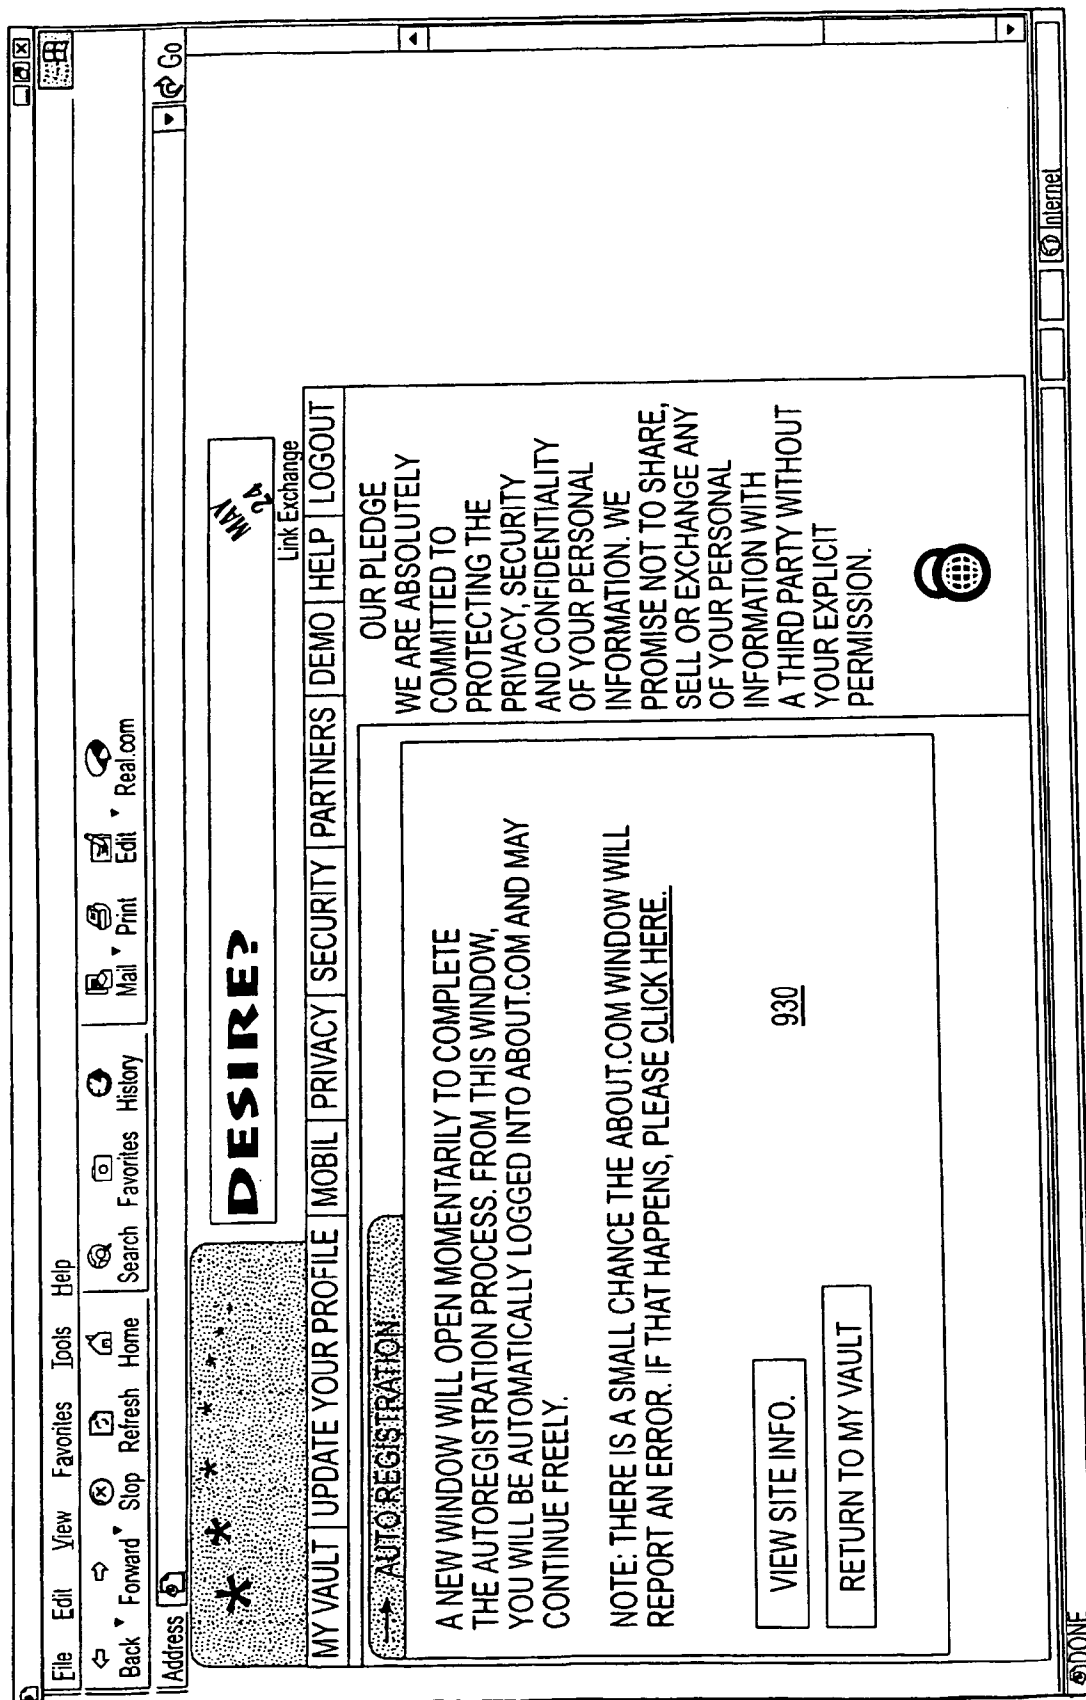 File Edit View Favorites Tools Help
Back Forward Stop Refresh Home Search Favorites History Mail Print Edit Real.com
Address Go
DESIRE?
MAY
24
Link Exchange
MY VAULT UPDATE YOUR PROFILE MOBIL PRIVACY SECURITY PARTNERS DEMO HELP LOGOUT
AUTO REGISTRATION
A NEW WINDOW WILL OPEN MOMENTARILY TO COMPLETE
THE AUTOREGISTRATION PROCESS. FROM THIS WINDOW,
YOU WILL BE AUTOMATICALLY LOGGED INTO ABOUT.COM AND MAY
CONTINUE FREELY.
NOTE: THERE IS A SMALL CHANCE THE ABOUT.COM WINDOW WILL
REPORT AN ERROR. IF THAT HAPPENS, PLEASE CLICK HERE.
930
VIEW SITE INFO.
RETURN TO MY VAULT
OUR PLEDGE
WE ARE ABSOLUTELY
COMMITTED TO
PROTECTING THE
PRIVACY, SECURITY
AND CONFIDENTIALITY
OF YOUR PERSONAL
INFORMATION. WE
PROMISE NOT TO SHARE,
SELL OR EXCHANGE ANY
OF YOUR PERSONAL
INFORMATION WITH
A THIRD PARTY WITHOUT
YOUR EXPLICIT
PERMISSION.
DONE
Internet